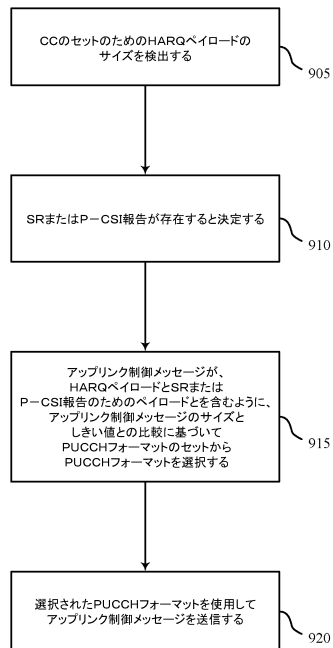 CCのセットのためのHARQペイロードの
サイズを検出する
905
SRまたはP－CSI報告が存在すると決定する
910
アップリンク制御メッセージが、
HARQペイロードとSRまたは
P－CSI報告のためのペイロードとを含むように、
アップリンク制御メッセージのサイズと
しきい値との比較に基づいて
PUCCHフォーマットのセットから
PUCCHフォーマットを選択する
915
選択されたPUCCHフォーマットを使用して
アップリンク制御メッセージを送信する
920